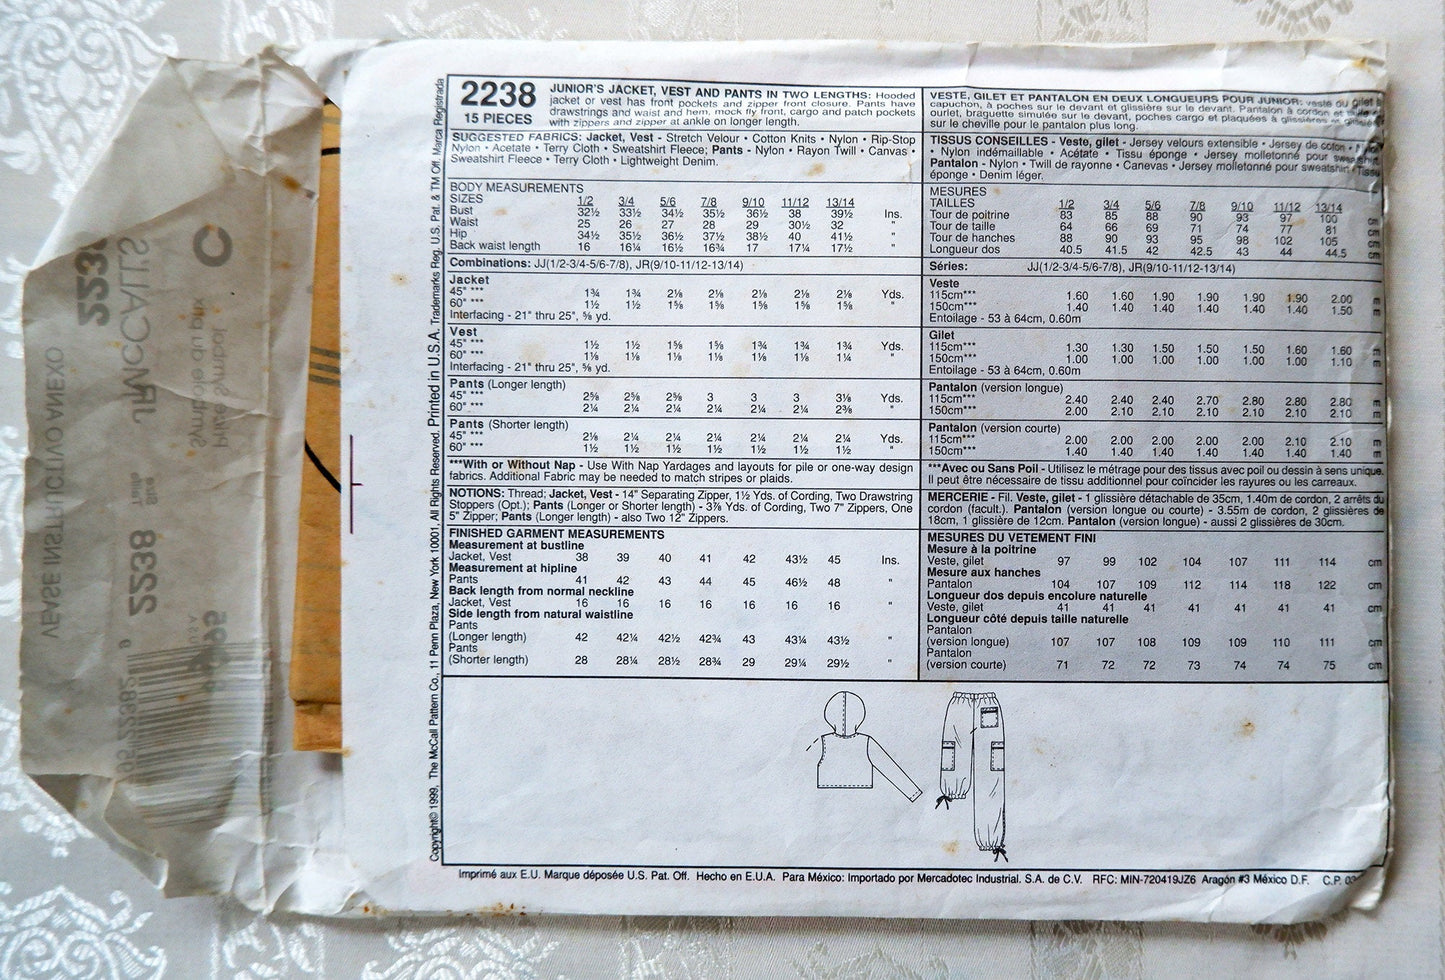 2238
15 PIECES
JUNIOR'S JACKET, VEST AND PANTS IN TWO LENGTHS: Hooded
jacket or vest has front pockets and zipper front closure. Pants have
drawstrings and waist and hem, mock fly front, cargo and patch pockets
with zippers and zipper at ankle on longer length.
SUGGESTED FABRICS: Jacket, Vest - Stretch Velour • Cotton Knits • Nylon • Rip-Stop
Nylon • Acetate • Terry Cloth • Sweatshirt Fleece; Pants - Nylon • Rayon Twill • Canvas •
Sweatshirt Fleece • Terry Cloth • Lightweight Denim.
BODY MEASUREMENTS
SIZES 1/2 3/4 5/6 7/8 9/10 11/12 13/14
Bust 32½ 33½ 34½ 35½ 36½ 38 39½ Ins.
Waist 25 26 27 28 29 30½ 32 "
Hip 34½ 35½ 36½ 37½ 38½ 40 41½ "
Back waist length 16 16¼ 16½ 16¾ 17 17¼ 17½ "
Combinations: JJ(1/2-3/4-5/6-7/8), JR(9/10-11/12-13/14)
Jacket
45" *** 1¾ 1¾ 2⅛ 2⅛ 2⅛ 2⅛ 2⅛ Yds.
60" *** 1½ 1½ 1⅝ 1⅝ 1⅝ 1⅝ 1⅝ "
Interfacing - 21" thru 25", ⅝ yd.
Vest
45" *** 1½ 1½ 1⅝ 1⅝ 1¾ 1¾ 1¾ Yds.
60" *** 1⅛ 1⅛ 1⅛ 1⅛ 1⅛ 1⅛ 1¼ "
Interfacing - 21" thru 25", ⅝ yd.
Pants (Longer length)
45" *** 2⅝ 2⅝ 2⅝ 3 3 3 3⅛ Yds.
60" *** 2¼ 2¼ 2¼ 2¼ 2¼ 2¼ 2⅜ "
Pants (Shorter length)
45" *** 2⅛ 2¼ 2¼ 2¼ 2¼ 2¼ 2¼ Yds.
60" *** 1½ 1½ 1½ 1½ 1½ 1½ 1½ "
***With or Without Nap - Use With Nap Yardages and layouts for pile or one-way design
fabrics. Additional Fabric may be needed to match stripes or plaids.
NOTIONS: Thread; Jacket, Vest - 14" Separating Zipper, 1½ Yds. of Cording, Two Drawstring
Stoppers (Opt.); Pants (Longer or Shorter length) - 3⅞ Yds. of Cording, Two 7" Zippers, One
5" Zipper; Pants (Longer length) - also Two 12" Zippers.
FINISHED GARMENT MEASUREMENTS
Measurement at bustline
Jacket, Vest 38 39 40 41 42 43½ 45 Ins.
Measurement at hipline
Pants 41 42 43 44 45 46½ 48 "
Back length from normal neckline
Jacket, Vest 16 16 16 16 16 16 16 "
Side length from natural waistline
Pants
(Longer length) 42 42¼ 42½ 42¾ 43 43¼ 43½ "
Pants
(Shorter length) 28 28¼ 28½ 28¾ 29 29¼ 29½ "
VESTE, GILET ET PANTALON EN DEUX LONGUEURS POUR JUNIOR: veste ou gilet à
capuchon, à poches sur le devant et glissière sur le devant. Pantalon à cordon et
ourlet, braguette simulée sur le devant, poches cargo et plaquées à glissières et glissière
sur le cheville pour le pantalon plus long.
TISSUS CONSEILLES - Veste, gilet - Jersey velours extensible • Jersey de coton •
• Nylon indémaillable • Acétate • Tissu éponge • Jersey molletonné pour sweatshirt.
Pantalon - Nylon • Twill de rayonne • Canevas • Jersey molletonné pour sweatshirt • Tissu
éponge • Denim léger.
MESURES
TAILLES 1/2 3/4 5/6 7/8 9/10 11/12 13/14
Tour de poitrine 83 85 88 90 93 97 100 cm
Tour de taille 64 66 69 71 74 77 81 cm
Tour de hanches 88 90 93 95 98 102 105 cm
Longueur dos 40.5 41.5 42 42.5 43 44 44.5 cm
Séries: JJ(1/2-3/4-5/6-7/8), JR(9/10-11/12-13/14)
Veste
115cm*** 1.60 1.60 1.90 1.90 1.90 1.90 2.00 m
150cm*** 1.40 1.40 1.40 1.40 1.40 1.40 1.50 m
Entoilage - 53 à 64cm, 0.60m
Gilet
115cm*** 1.30 1.30 1.50 1.50 1.50 1.60 1.60 m
150cm*** 1.00 1.00 1.00 1.00 1.00 1.00 1.10 m
Entoilage - 53 à 64cm, 0.60m
Pantalon (version longue)
115cm*** 2.40 2.40 2.40 2.70 2.80 2.80 2.80 m
150cm*** 2.00 2.10 2.10 2.10 2.10 2.10 2.10 m
Pantalon (version courte)
115cm*** 2.00 2.00 2.00 2.00 2.00 2.10 2.10 m
150cm*** 1.40 1.40 1.40 1.40 1.40 1.40 1.40 m
***Avec ou Sans Poil - Utilisez le métrage pour des tissus avec poil ou dessin à sens unique.
Il peut être nécessaire de tissu additionnel pour coïncider les rayures ou les carreaux.
MERCERIE - Fil. Veste, gilet - 1 glissière détachable de 35cm, 1.40m de cordon, 2 arrêts du
cordon (facult.). Pantalon (version longue ou courte) - 3.55m de cordon, 2 glissières de
18cm, 1 glissière de 12cm. Pantalon (version longue) - aussi 2 glissières de 30cm.
MESURES DU VETEMENT FINI
Mesure à la poitrine
Veste, gilet 97 99 102 104 107 111 114 cm
Mesure aux hanches
Pantalon 104 107 109 112 114 118 122 cm
Longueur dos depuis encolure naturelle
Veste, gilet 41 41 41 41 41 41 41 cm
Longueur côté depuis taille naturelle
Pantalon
(version longue) 107 107 108 109 109 110 111 cm
Pantalon
(version courte) 71 72 72 73 74 74 75 cm
Imprimé aux E.U. Marque déposée U.S. Pat. Off. Hecho en E.U.A. Para México: Importado por Mercadotec Industrial. S.A. de C.V. RFC: MIN-720419JZ6 Aragón #3 México D.F. C.P.
Copyright© 1999, The McCall Pattern Co., 11 Penn Plaza, New York 10001. All Rights Reserved. Printed in U.S.A. Trademarks Reg. U.S. Pat. & TM Off. Marca Registrada
2238
McCALL'S
VEASE INSTRUCTIVO ANEXO
Symbole du prix
Price Symbol
C
2238
Size